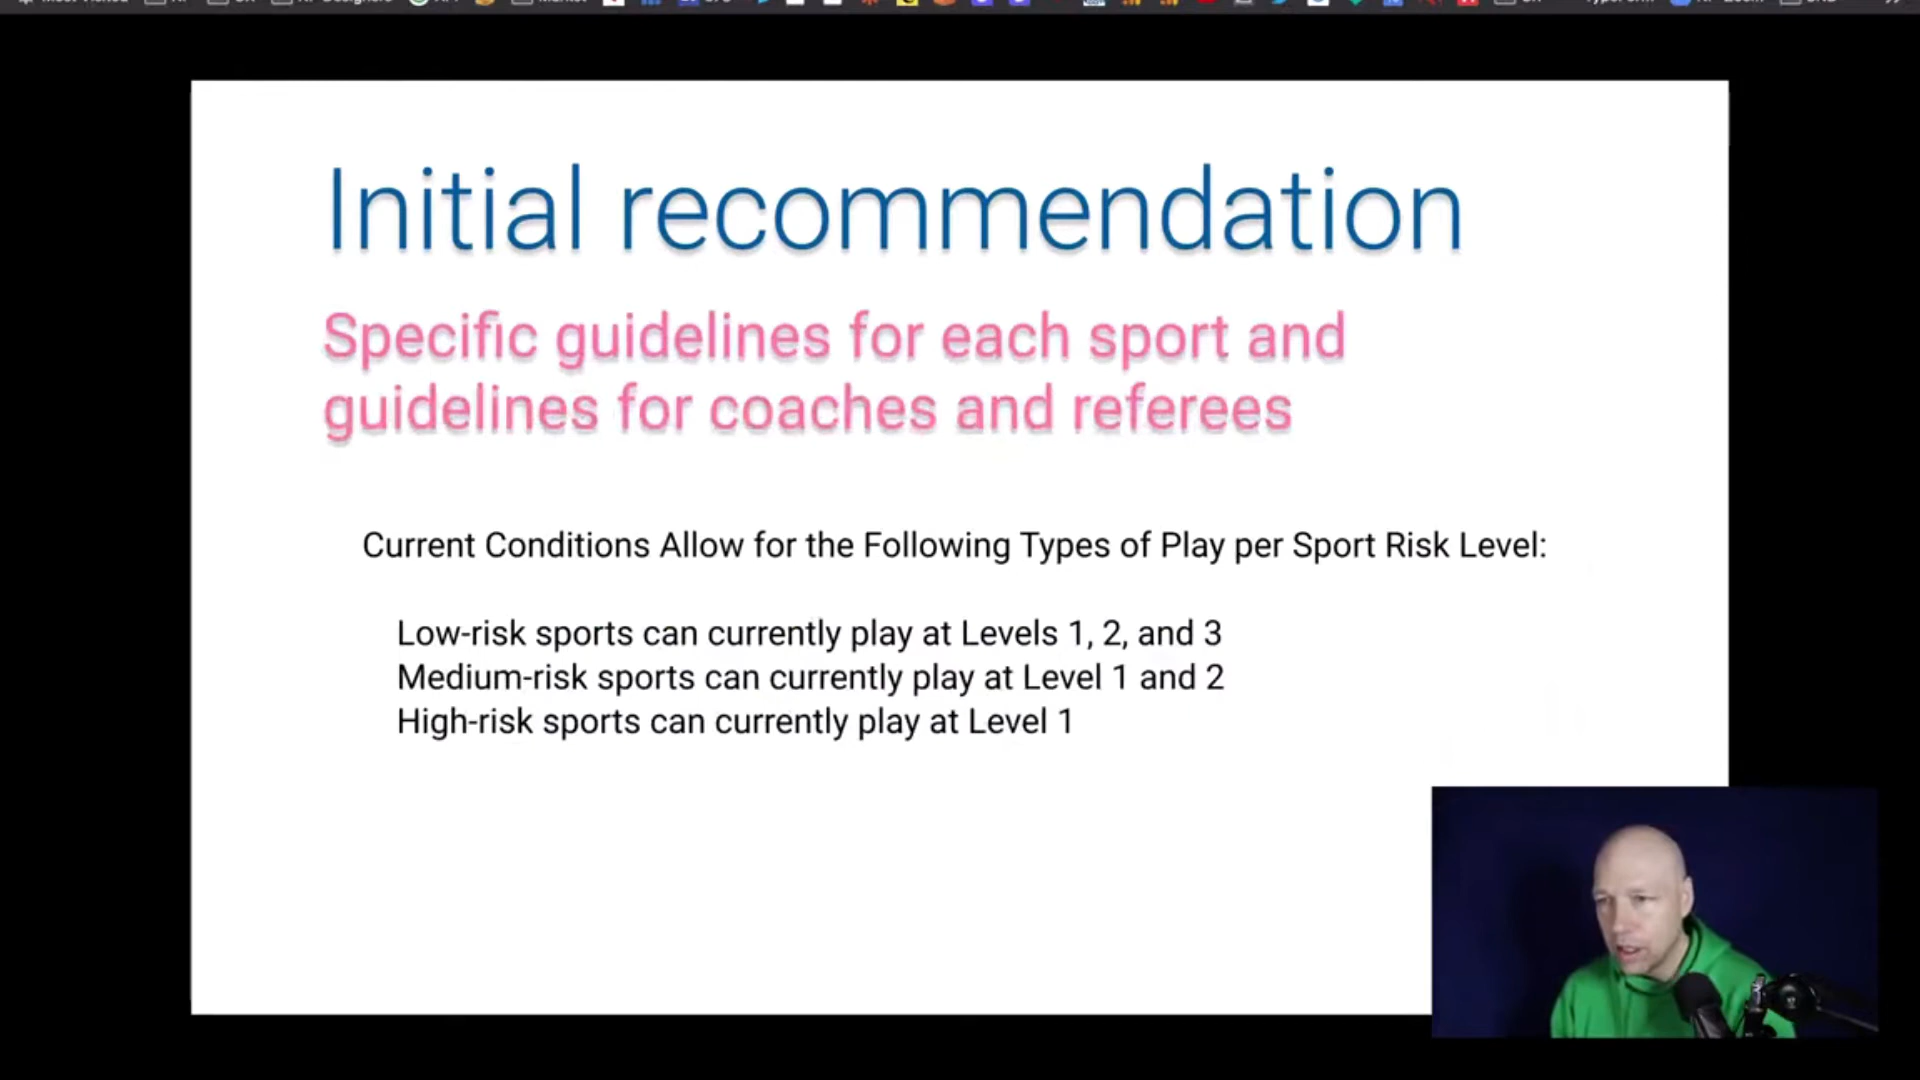 Initial recommendation
Specific guidelines for each sport and
guidelines for coaches and referees
Current Conditions Allow for the Following Types of Play per Sport Risk Level:
Low-risk sports can currently play at Levels 1, 2, and 3
Medium-risk sports can currently play at Level 1 and 2
High-risk sports can currently play at Level 1